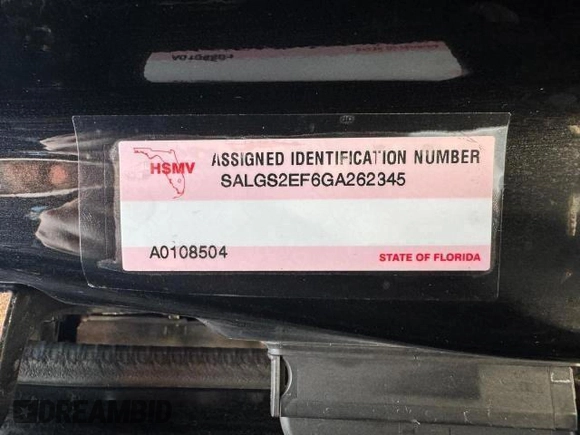 ASSIGNED IDENTIFICATION NUMBER
HSMV
SALGS2EF6GA262345
A0108504
STATE OF FLORIDA
DREAMBID